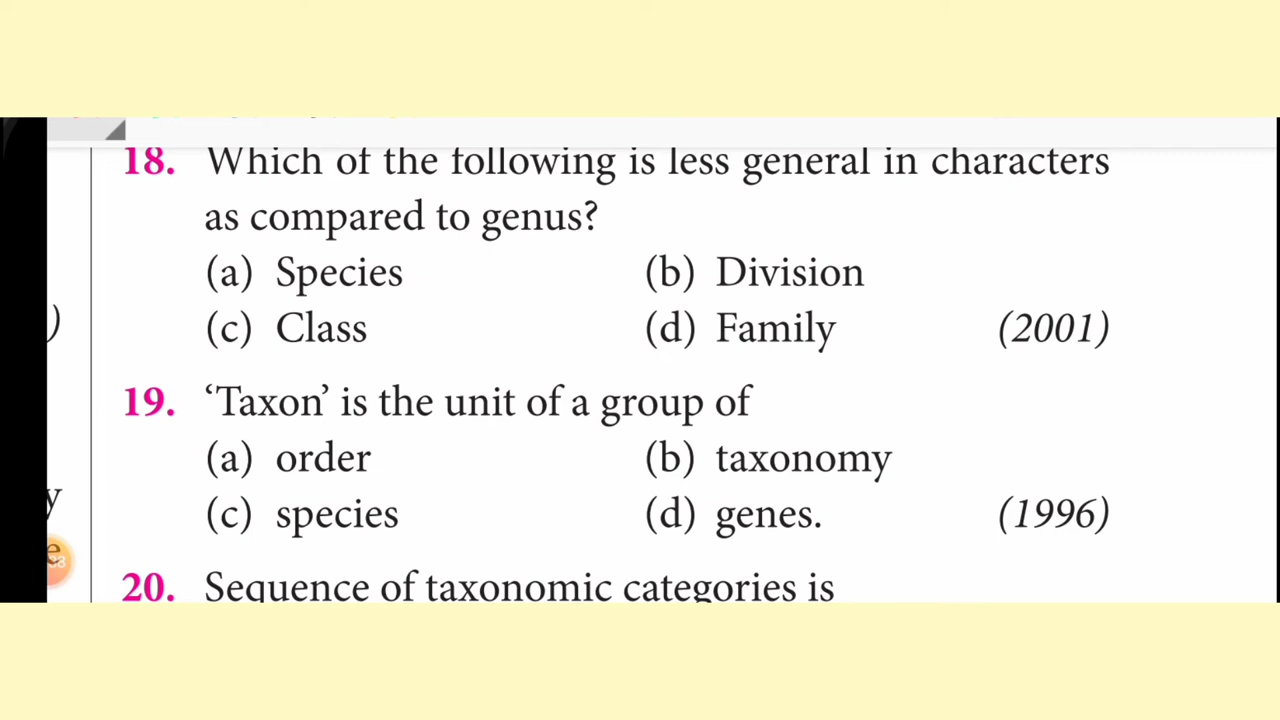 18. Which of the following is less general in characters
as compared to genus?
(a) Species (b) Division
(c) Class (d) Family (2001)
)
19. ‘Taxon’ is the unit of a group of
(a) order (b) taxonomy
y
(c) species (d) genes. (1996)
e
20. Sequence of taxonomic categories is